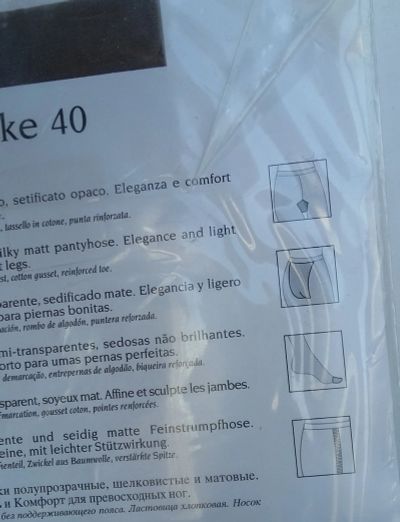 ke 40
o, setificato opaco. Eleganza e comfort
e.
, tassello in cotone, punta rinforzata.
ilky matt pantyhose. Elegance and light
t legs.
st, cotton gusset, reinforced toe.
parente, sedificado mate. Elegancia y ligero
para piernas bonitas.
ación, rombo de algodón, puntera reforzada.
mi-transparentes, sedosas não brilhantes.
orto para umas pernas perfeitas.
demarcação, entrepernas de algodão, biqueira reforçada.
sparent, soyeux mat. Affine et sculpte les jambes.
émarcation, gousset coton, pointes renforcées.
ente und seidig matte Feinstrumpfhose.
eine, mit leichter Stützwirkung.
senteil, Zwickel aus Baumwolle, verstärkte Spitze.
ки полупрозрачные, шелковистые и матовые.
ь и Комфорт для превосходных ног.
без поддерживающего пояса. Ластовица хлопковая. Носок